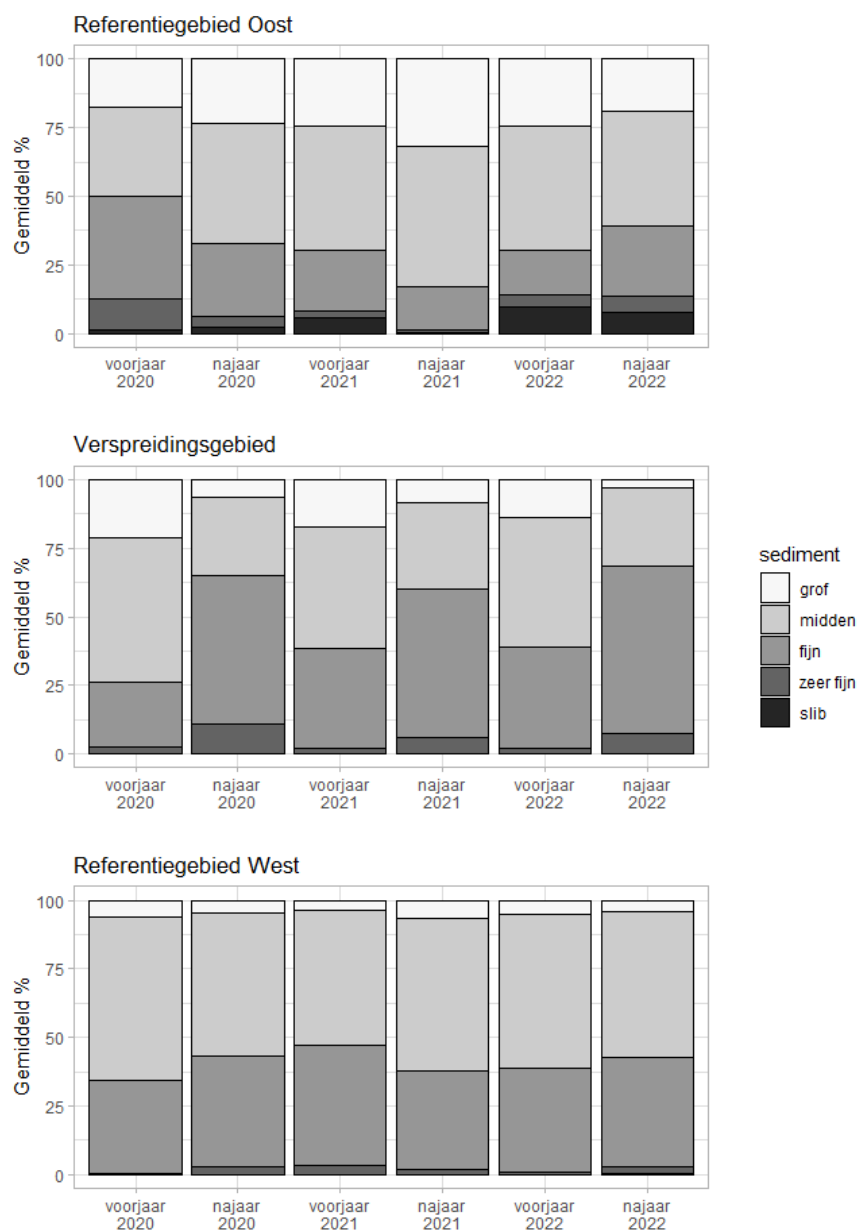 Referentiegebied Oost
Gemiddeld %
100
75
50
25
0
voorjaar
2020
najaar
2020
voorjaar
2021
najaar
2021
voorjaar
2022
najaar
2022
Verspreidingsgebied
Gemiddeld %
100
75
50
25
0
voorjaar
2020
najaar
2020
voorjaar
2021
najaar
2021
voorjaar
2022
najaar
2022
sediment
grof
midden
fijn
zeer fijn
slib
Referentiegebied West
Gemiddeld %
100
75
50
25
0
voorjaar
2020
najaar
2020
voorjaar
2021
najaar
2021
voorjaar
2022
najaar
2022